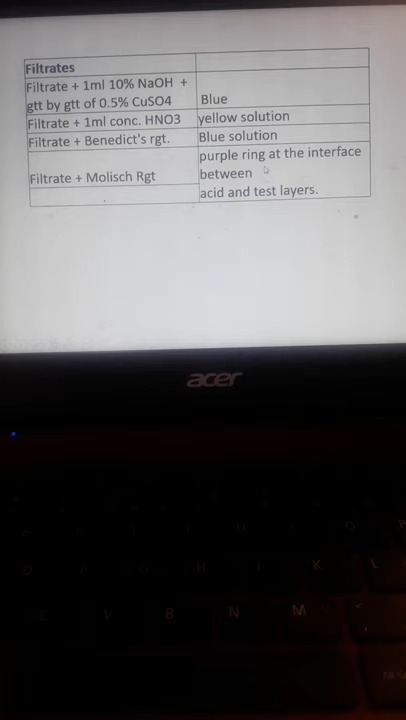 Filtrates
Filtrate + 1ml 10% NaOH +
gtt by gtt of 0.5% CuSO4
Blue
Filtrate + 1ml conc. HNO3
yellow solution
Filtrate + Benedict's rgt.
Blue solution
Filtrate + Molisch Rgt
purple ring at the interface
between
acid and test layers.
acer
H
K
L
V
B
N
M